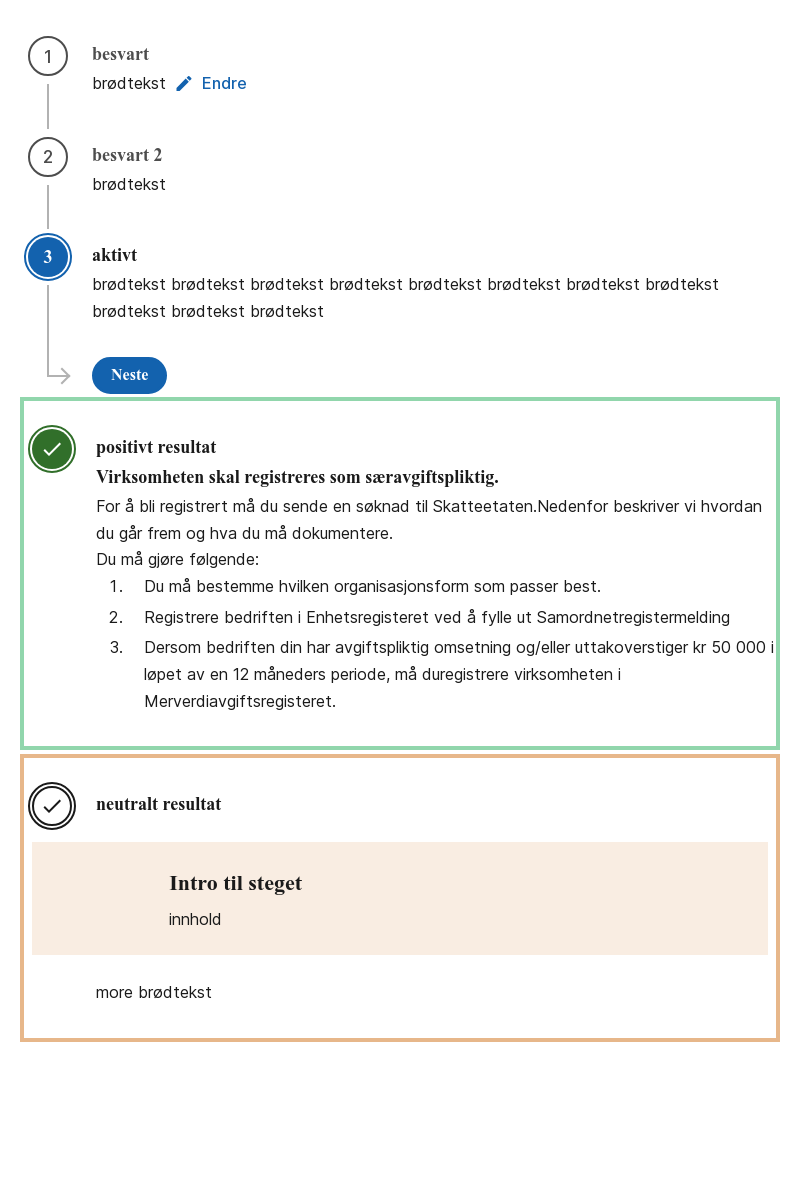 1 besvart
brødtekst Endre
2 besvart 2
brødtekst
3 aktivt
brødtekst brødtekst brødtekst brødtekst brødtekst brødtekst brødtekst brødtekst
brødtekst brødtekst brødtekst
Neste
positivt resultat
Virksomheten skal registreres som særavgiftspliktig.
For å bli registrert må du sende en søknad til Skatteetaten.Nedenfor beskriver vi hvordan
du går frem og hva du må dokumentere.
Du må gjøre følgende:
1. Du må bestemme hvilken organisasjonsform som passer best.
2. Registrere bedriften i Enhetsregisteret ved å fylle ut Samordnetregistermelding
3. Dersom bedriften din har avgiftspliktig omsetning og/eller uttakoverstiger kr 50 000 i
løpet av en 12 måneders periode, må duregistrere virksomheten i
Merverdiavgiftsregisteret.
neutralt resultat
Intro til steget
innhold
more brødtekst